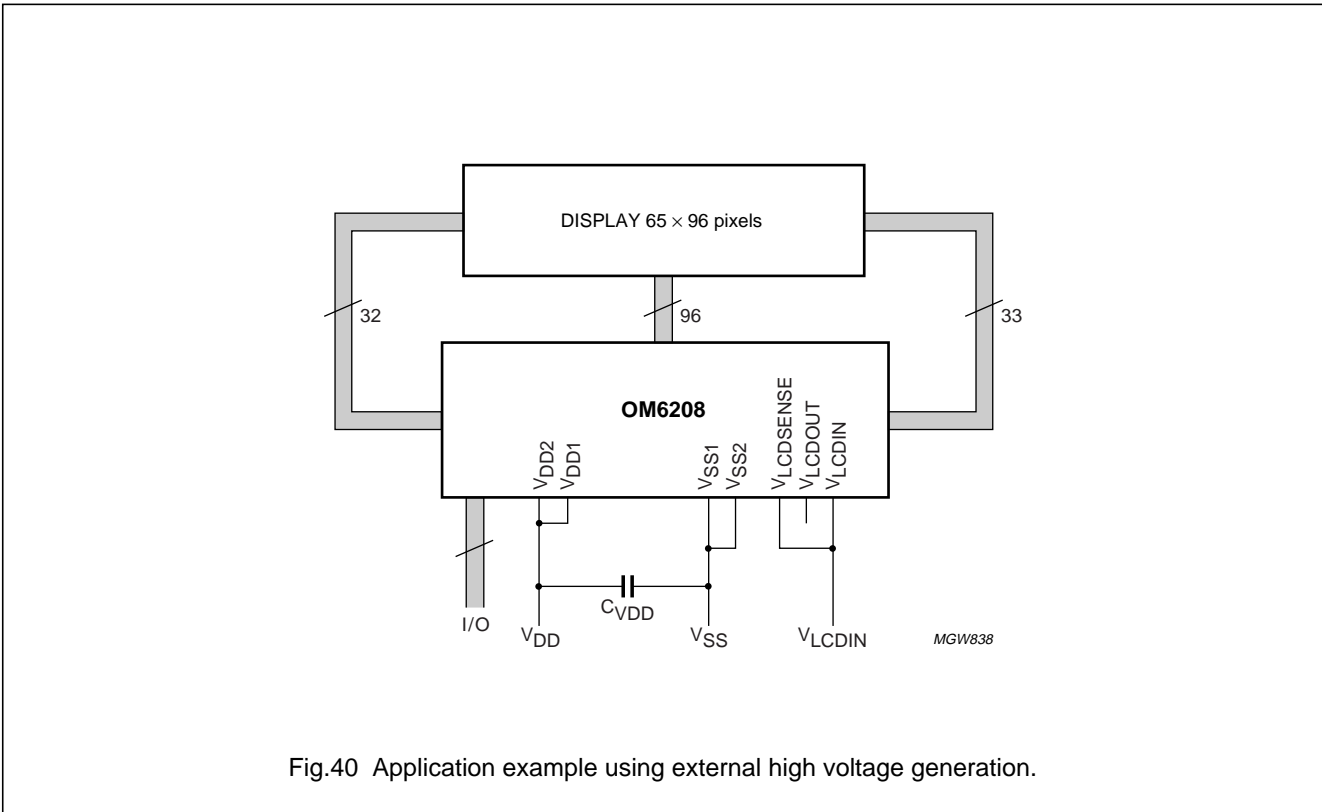 DISPLAY 65 × 96 pixels
32
96
33
OM6208
VDD2
VDD1
VSS1
VSS2
VLCDSENSE
VLCDOUT
VLCDIN
CVDD
I/O
VDD
VSS
VLCDIN
MGW838
Fig.40 Application example using external high voltage generation.